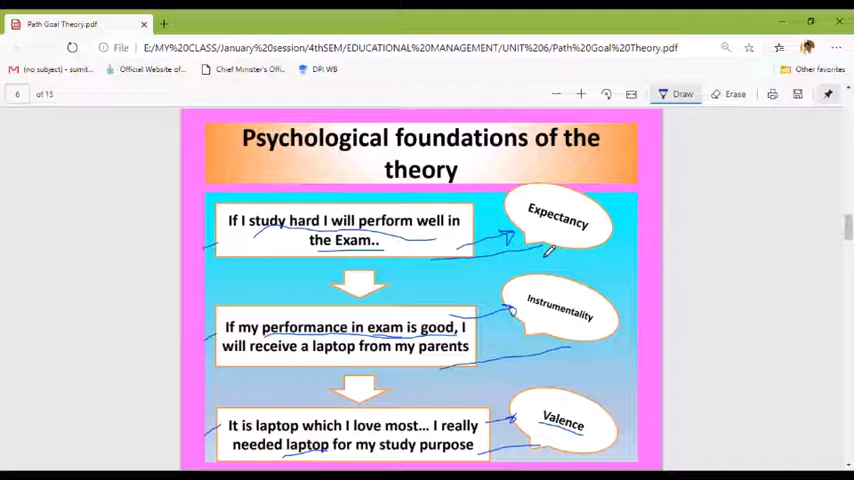 Path Goal Theory.pdf
File
E:/MY%20CLASS/January%20session/4thSEM/EDUCATIONAL%20MANAGEMENT/UNIT%206/Path%20Goal%20Theory.pdf
(no subject) - sumit...
Official Website of...
Chief Minister's Offi...
DPI WB
Other favorites
6 of 15
Draw
Erase
Psychological foundations of the
theory
If I study hard I will perform well in
the Exam..
Expectancy
If my performance in exam is good, I
will receive a laptop from my parents
Instrumentality
It is laptop which I love most... I really
needed laptop for my study purpose
Valence